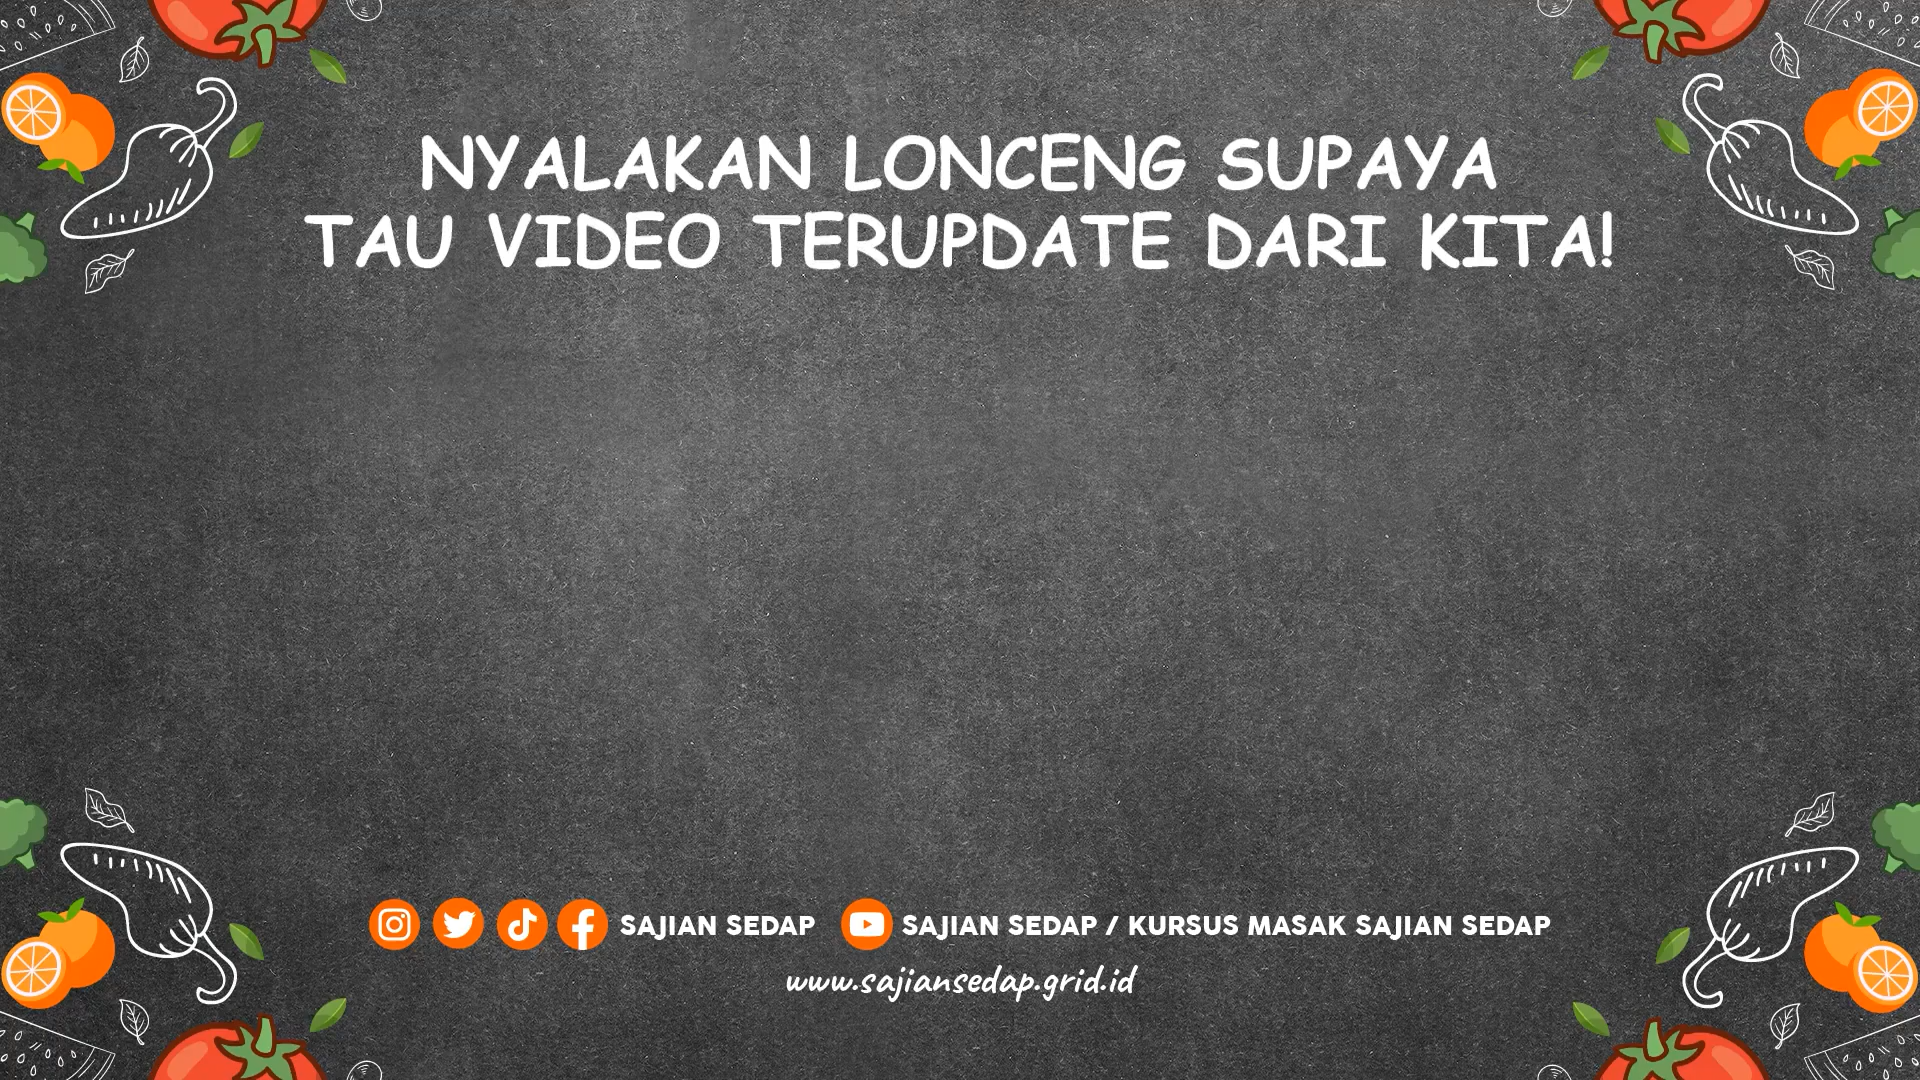 NYALAKAN LONCENG SUPAYA
TAU VIDEO TERUPDATE DARI KITA!
SAJIAN SEDAP SAJIAN SEDAP / KURSUS MASAK SAJIAN SEDAP
www.sajiansedap.grid.id